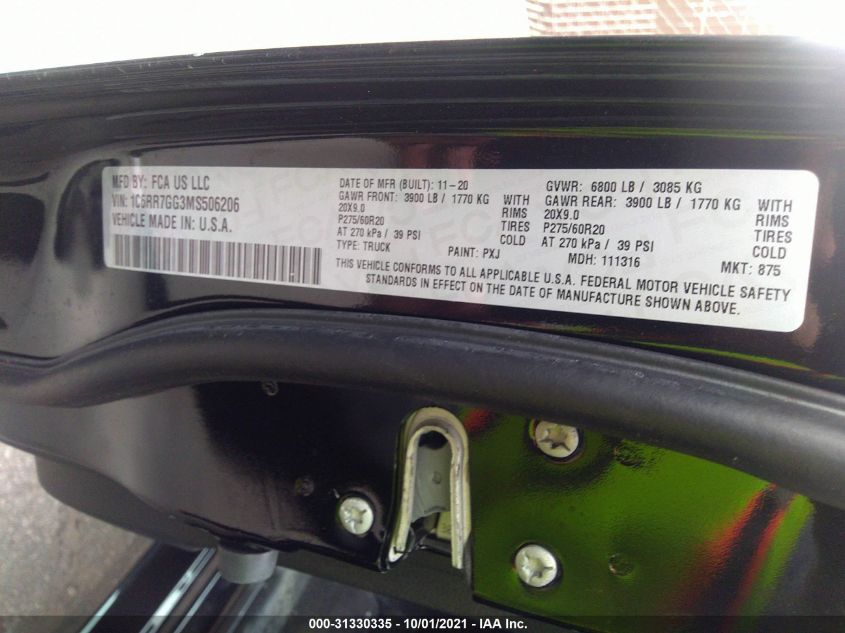 MFD BY: FCA US LLC
VIN: 1C6RR7GG3MS506206
VEHICLE MADE IN U.S.A.
DATE OF MFR (BUILT): 11-20
GAWR FRONT: 3900 LB / 1770 KG WITH
20X9.0 RIMS
P275/60R20 TIRES
AT 270 kPa / 39 PSI COLD
TYPE: TRUCK PAINT: PXJ
GVWR: 6800 LB / 3085 KG
GAWR REAR: 3900 LB / 1770 KG WITH
20X9.0 RIMS
P275/60R20 TIRES
AT 270 kPa / 39 PSI COLD
MDH: 111316 MKT: 875
THIS VEHICLE CONFORMS TO ALL APPLICABLE U.S.A. FEDERAL MOTOR VEHICLE SAFETY
STANDARDS IN EFFECT ON THE DATE OF MANUFACTURE SHOWN ABOVE.
000-31330335 - 10/01/2021 - IAA Inc.